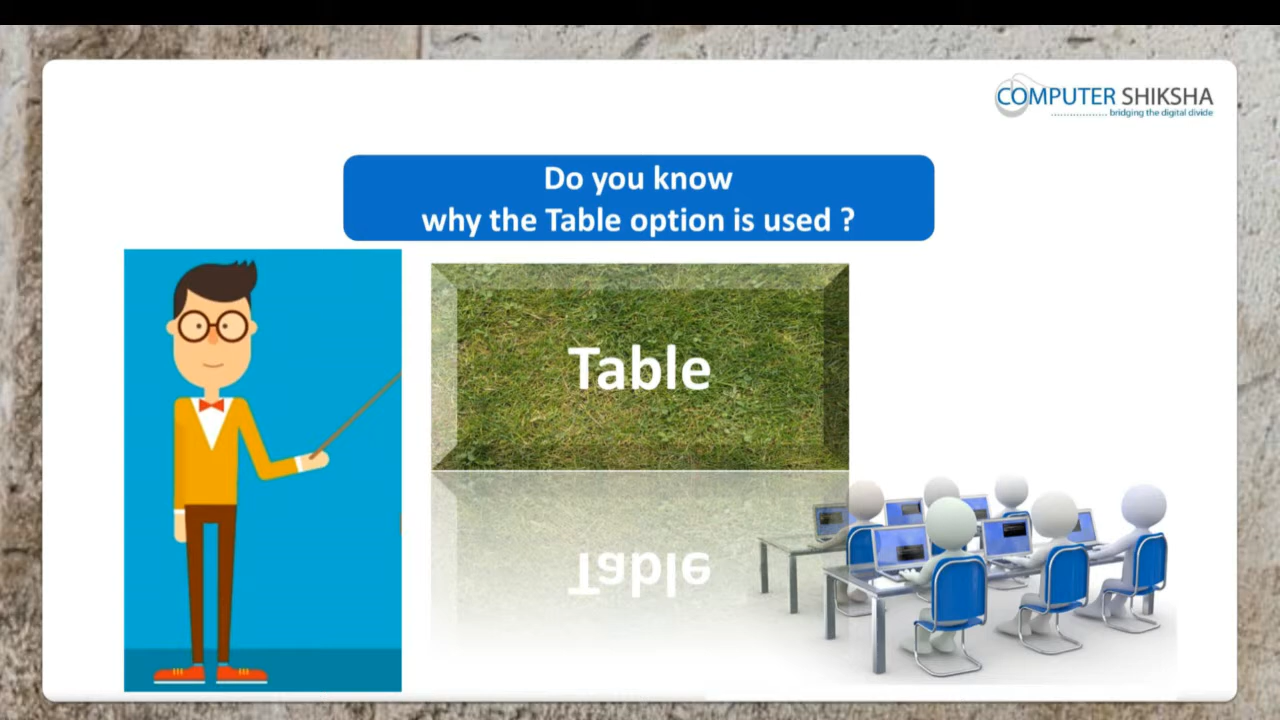 COMPUTER SHIKSHA
bridging the digital divide
Do you know
why the Table option is used ?
Table
Table